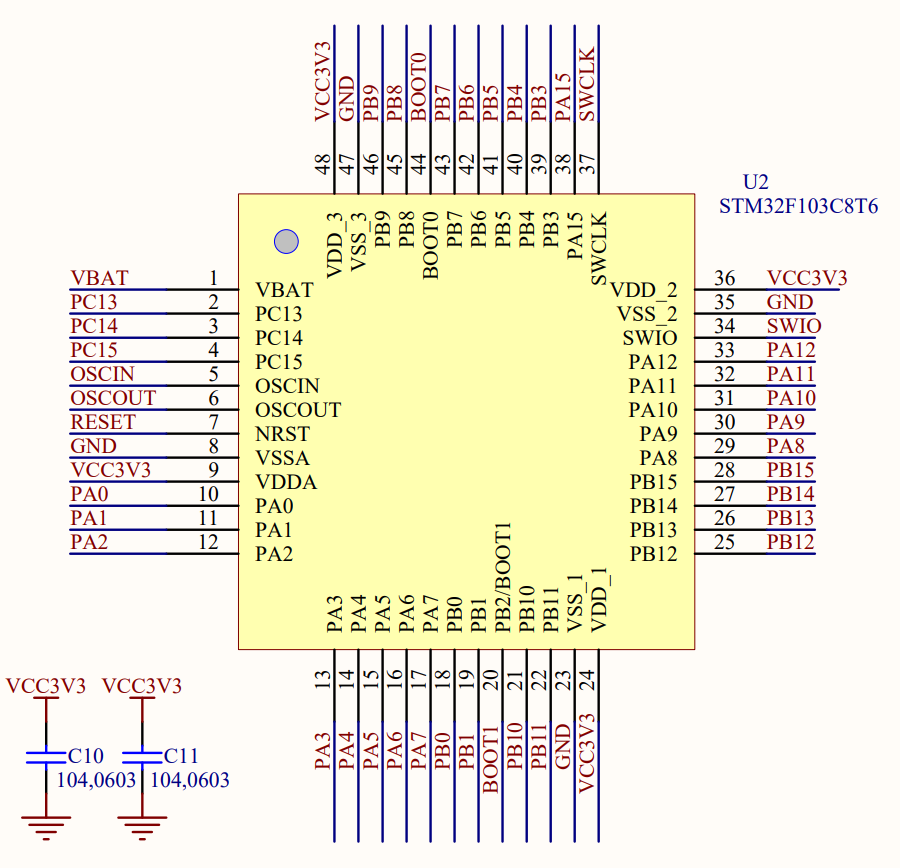 VCC3V3 GND PB9 PB8 BOOT0 PB7 PB6 PB5 PB4 PB3 PA15 SWCLK
48 47 46 45 44 43 42 41 40 39 38 37
U2
STM32F103C8T6
VDD_3 VSS_3 PB9 PB8 BOOT0 PB7 PB6 PB5 PB4 PB3 PA15 SWCLK
VBAT 1 VBAT VDD_2 36 VCC3V3
PC13 2 PC13 VSS_2 35 GND
PC14 3 PC14 SWIO 34 SWIO
PC15 4 PC15 PA12 33 PA12
OSCIN 5 OSCIN PA11 32 PA11
OSCOUT 6 OSCOUT PA10 31 PA10
RESET 7 NRST PA9 30 PA9
GND 8 VSSA PA8 29 PA8
VCC3V3 9 VDDA PB15 28 PB15
PA0 10 PA0 PB14 27 PB14
PA1 11 PA1 PB13 26 PB13
PA2 12 PA2 PB12 25 PB12
PA3 PA4 PA5 PA6 PA7 PB0 PB1 PB2/BOOT1 PB10 PB11 VSS_1 VDD_1
13 14 15 16 17 18 19 20 21 22 23 24
PA3 PA4 PA5 PA6 PA7 PB0 PB1 BOOT1 PB10 PB11 GND VCC3V3
VCC3V3 VCC3V3
C10 C11
104,0603 104,0603